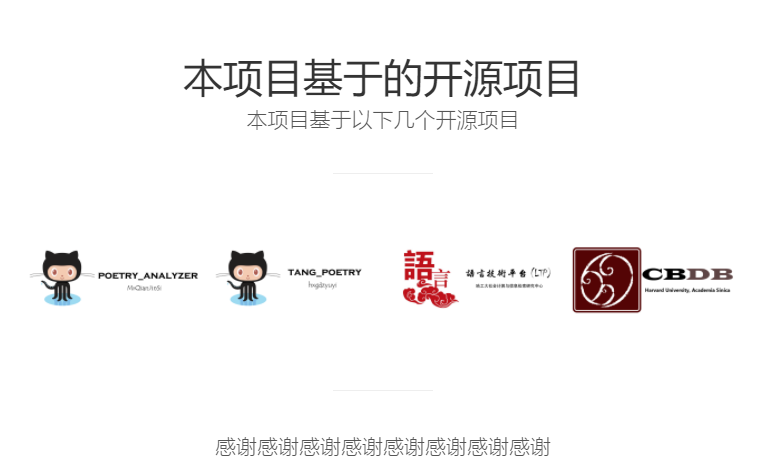 本项目基于的开源项目
本项目基于以下几个开源项目
POETRY_ANALYZER
TANG_POETRY
語言
語言技術平台 (LTP)
CBDB
Harvard University, Academia Sinica
感谢感谢感谢感谢感谢感谢感谢感谢